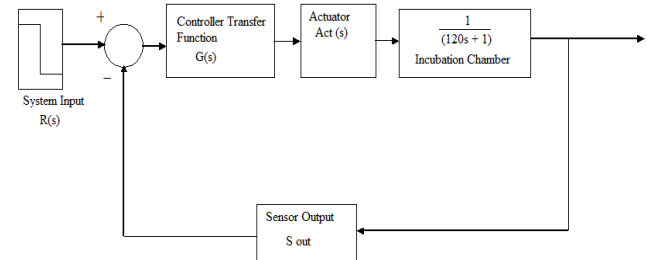 +
−
System Input
R(s)
Controller Transfer
Function
G(s)
Actuator
Act (s)
1
(120s + 1)
Incubation Chamber
Sensor Output
S out